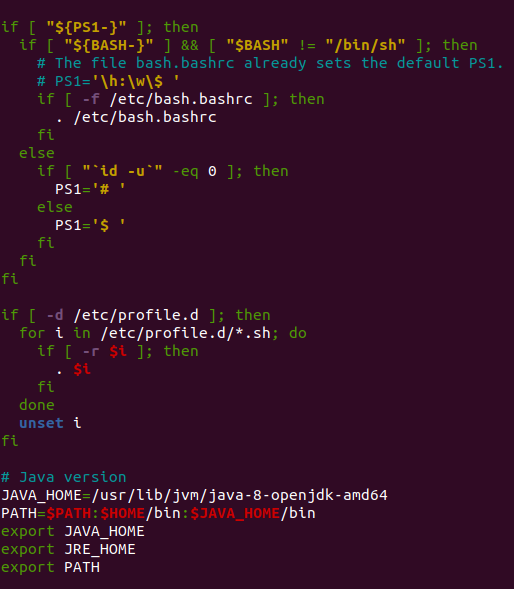 if [ "${PS1-}" ]; then
  if [ "${BASH-}" ] && [ "$BASH" != "/bin/sh" ]; then
    # The file bash.bashrc already sets the default PS1.
    # PS1='\h:\w\$ '
    if [ -f /etc/bash.bashrc ]; then
      . /etc/bash.bashrc
    fi
  else
    if [ "`id -u`" -eq 0 ]; then
      PS1='# '
    else
      PS1='$ '
    fi
  fi
fi

if [ -d /etc/profile.d ]; then
  for i in /etc/profile.d/*.sh; do
    if [ -r $i ]; then
      . $i
    fi
  done
  unset i
fi

# Java version
JAVA_HOME=/usr/lib/jvm/java-8-openjdk-amd64
PATH=$PATH:$HOME/bin:$JAVA_HOME/bin
export JAVA_HOME
export JRE_HOME
export PATH